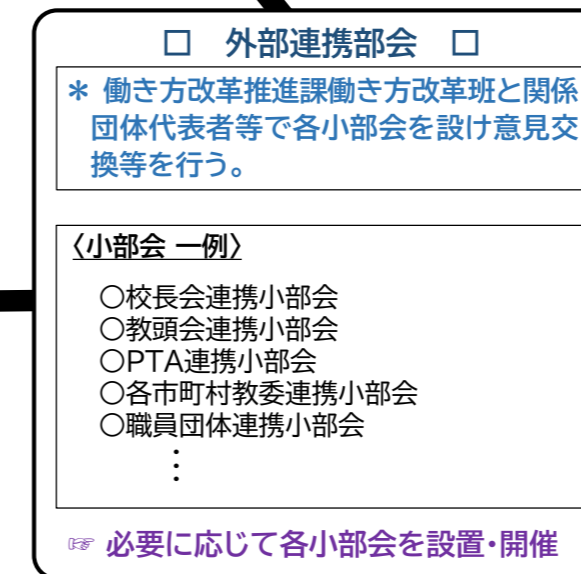 □ 外部連携部会 □
＊ 働き方改革推進課働き方改革班と関係
団体代表者等で各小部会を設け意見交
換等を行う。
〈小部会 一例〉
○校長会連携小部会
○教頭会連携小部会
○PTA連携小部会
○各市町村教委連携小部会
○職員団体連携小部会
⋮
☞ 必要に応じて各小部会を設置・開催